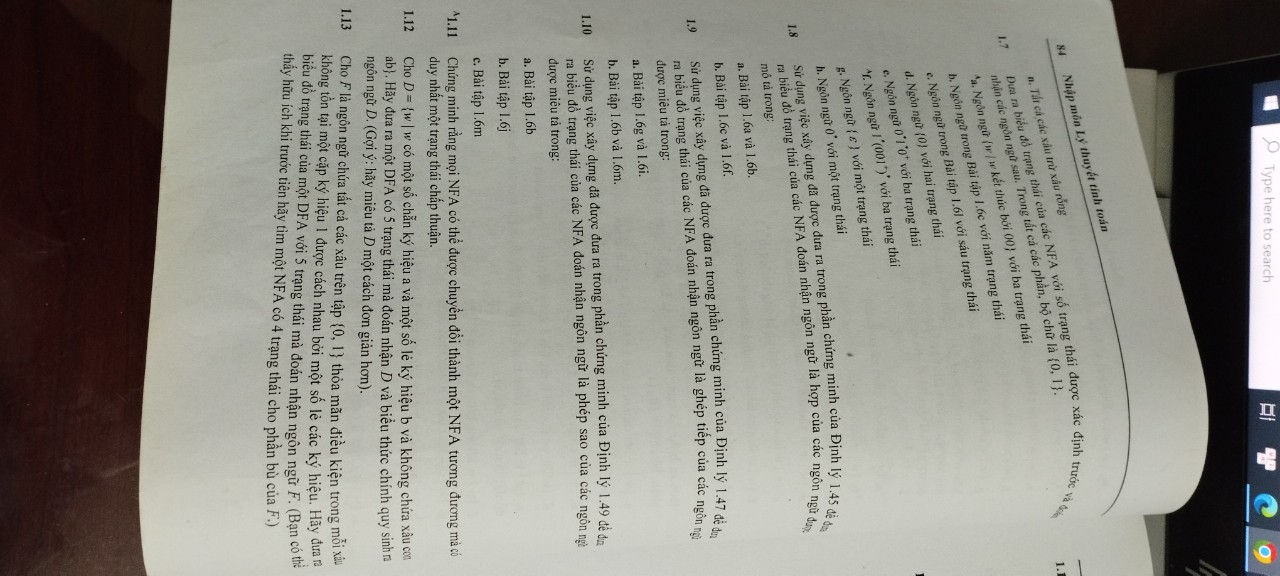 84 Nhập môn Lý thuyết tính toán
n. Tất cả các xâu trừ xâu rỗng
1.7 Đưa ra biểu đồ trạng thái của các NFA với số trạng thái được xác định trước và
nhận các ngôn ngữ sau. Trong tất cả các phần, bộ chữ là {0, 1}.
ᴬa. Ngôn ngữ {w | w kết thúc bởi 00} với ba trạng thái
b. Ngôn ngữ trong Bài tập 1.6c với năm trạng thái
c. Ngôn ngữ trong Bài tập 1.6l với sáu trạng thái
d. Ngôn ngữ {0} với hai trạng thái
e. Ngôn ngữ 0*1*0⁺ với ba trạng thái
ᴬf. Ngôn ngữ 1*(001⁺)* với ba trạng thái
g. Ngôn ngữ {ε} với một trạng thái
h. Ngôn ngữ 0* với một trạng thái
1.8 Sử dụng việc xây dựng đã được đưa ra trong phần chứng minh của Định lý 1.45 để đưa
ra biểu đồ trạng thái của các NFA đoán nhận ngôn ngữ là hợp của các ngôn ngữ được
mô tả trong:
a. Bài tập 1.6a và 1.6b.
b. Bài tập 1.6c và 1.6f.
1.9 Sử dụng việc xây dựng đã được đưa ra trong phần chứng minh của Định lý 1.47 để đưa
ra biểu đồ trạng thái của các NFA đoán nhận ngôn ngữ là ghép tiếp của các ngôn ngữ
được miêu tả trong:
a. Bài tập 1.6g và 1.6i.
b. Bài tập 1.6b và 1.6m.
1.10 Sử dụng việc xây dựng đã được đưa ra trong phần chứng minh của Định lý 1.49 để đưa
ra biểu đồ trạng thái của các NFA đoán nhận ngôn ngữ là phép sao của các ngôn ngữ
được miêu tả trong:
a. Bài tập 1.6b
b. Bài tập 1.6j
c. Bài tập 1.6m
ᴬ1.11 Chứng minh rằng mọi NFA có thể được chuyển đổi thành một NFA tương đương mà có
duy nhất một trạng thái chấp thuận.
1.12 Cho D = {w | w có một số chẵn ký hiệu a và một số lẻ ký hiệu b và không chứa xâu con
ab}. Hãy đưa ra một DFA có 5 trạng thái mà đoán nhận D và biểu thức chính quy sinh ra
ngôn ngữ D. (Gợi ý: hãy miêu tả D một cách đơn giản hơn).
1.13 Cho F là ngôn ngữ chứa tất cả các xâu trên tập {0, 1} thỏa mãn điều kiện trong mỗi xâu
không tồn tại một cặp ký hiệu 1 được cách nhau bởi một số lẻ các ký hiệu. Hãy đưa ra
biểu đồ trạng thái của một DFA với 5 trạng thái mà đoán nhận ngôn ngữ F. (Bạn có thể
thấy hữu ích khi trước tiên hãy tìm một NFA có 4 trạng thái cho phần bù của F.)
Type here to search